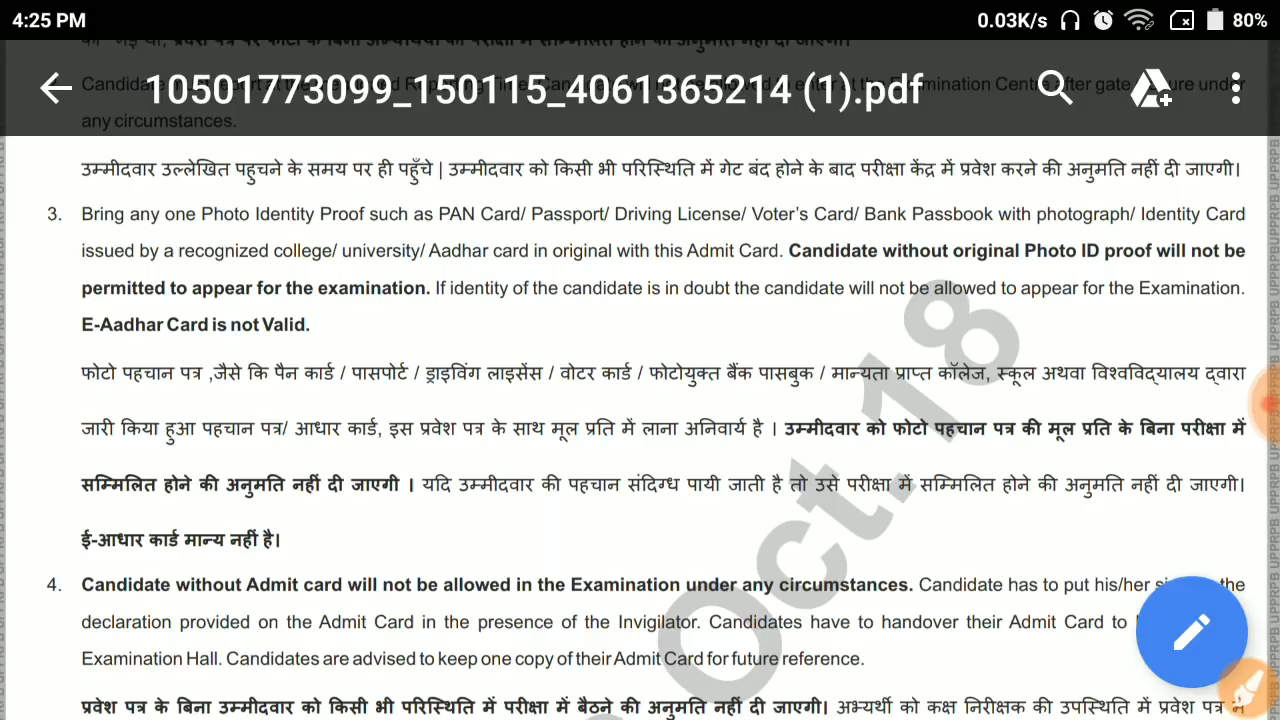 4:25 PM
0.03K/s
80%
10501773099_150115_4061365214 (1).pdf
any circumstances.
उम्मीदवार उल्लेखित पहुचने के समय पर ही पहुँचे | उम्मीदवार को किसी भी परिस्थिति में गेट बंद होने के बाद परीक्षा केंद्र में प्रवेश करने की अनुमति नहीं दी जाएगी।
3. Bring any one Photo Identity Proof such as PAN Card/ Passport/ Driving License/ Voter's Card/ Bank Passbook with photograph/ Identity Card
issued by a recognized college/ university/ Aadhar card in original with this Admit Card. Candidate without original Photo ID proof will not be
permitted to appear for the examination. If identity of the candidate is in doubt the candidate will not be allowed to appear for the Examination.
E-Aadhar Card is not Valid.
फोटो पहचान पत्र ,जैसे कि पैन कार्ड / पासपोर्ट / ड्राइविंग लाइसेंस / वोटर कार्ड / फोटोयुक्त बैंक पासबुक / मान्यता प्राप्त कॉलेज, स्कूल अथवा विश्वविद्यालय द्वारा
जारी किया हुआ पहचान पत्र/ आधार कार्ड, इस प्रवेश पत्र के साथ मूल प्रति में लाना अनिवार्य है । उम्मीदवार को फोटो पहचान पत्र की मूल प्रति के बिना परीक्षा में
सम्मिलित होने की अनुमति नहीं दी जाएगी । यदि उम्मीदवार की पहचान संदिग्ध पायी जाती है तो उसे परीक्षा में सम्मिलित होने की अनुमति नहीं दी जाएगी।
ई-आधार कार्ड मान्य नहीं है।
4. Candidate without Admit card will not be allowed in the Examination under any circumstances. Candidate has to put his/her the
declaration provided on the Admit Card in the presence of the Invigilator. Candidates have to handover their Admit Card to
Examination Hall. Candidates are advised to keep one copy of their Admit Card for future reference.
प्रवेश पत्र के बिना उम्मीदवार को किसी भी परिस्थिति में परीक्षा में बैठने की अनुमति नहीं दी जाएगी। अभ्यर्थी को कक्ष निरीक्षक की उपस्थिति में प्रवेश पत्र में
Oct. 18